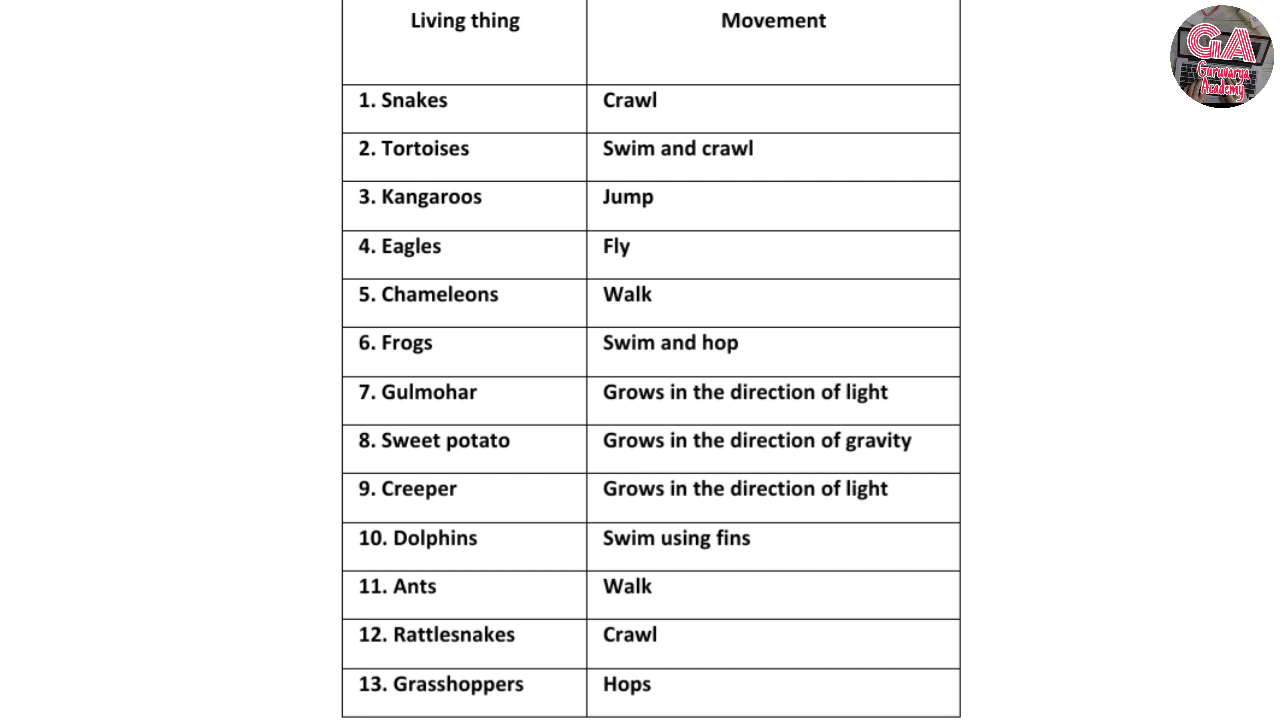 Living thing Movement
1. Snakes Crawl
2. Tortoises Swim and crawl
3. Kangaroos Jump
4. Eagles Fly
5. Chameleons Walk
6. Frogs Swim and hop
7. Gulmohar Grows in the direction of light
8. Sweet potato Grows in the direction of gravity
9. Creeper Grows in the direction of light
10. Dolphins Swim using fins
11. Ants Walk
12. Rattlesnakes Crawl
13. Grasshoppers Hops
GA
Academy